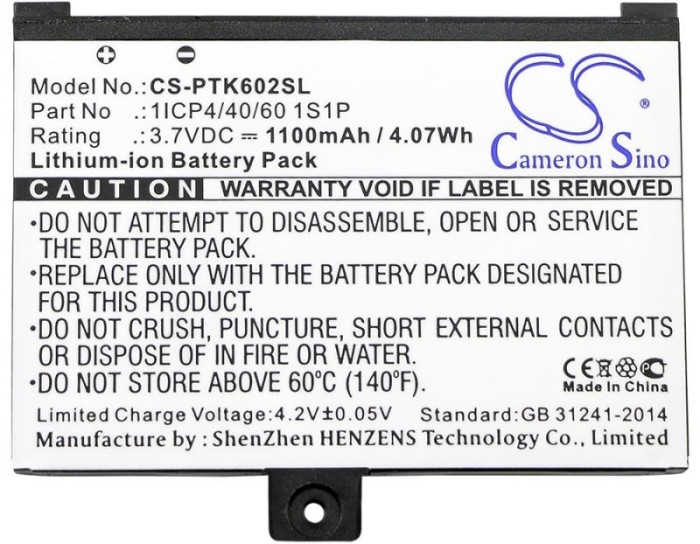 ⊕ ⊖
Model No.: CS-PTK602SL
Part No .: 1ICP4/40/60 1S1P
Rating .: 3.7VDC ⎓ 1100mAh / 4.07Wh
Lithium-ion Battery Pack
CS
Cameron Sino
CAUTION WARRANTY VOID IF LABEL IS REMOVED
•DO NOT ATTEMPT TO DISASSEMBLE, OPEN OR SERVICE
THE BATTERY PACK.
•REPLACE ONLY WITH THE BATTERY PACK DESIGNATED
FOR THIS PRODUCT.
•DO NOT CRUSH, PUNCTURE, SHORT EXTERNAL CONTACTS
OR DISPOSE OF IN FIRE OR WATER.
•DO NOT STORE ABOVE 60°C (140°F).
CE
Made In China
Limited Charge Voltage:4.2V±0.05V Standard:GB 31241-2014
Manufacturer : ShenZhen HENZENS Technology Co., Limited